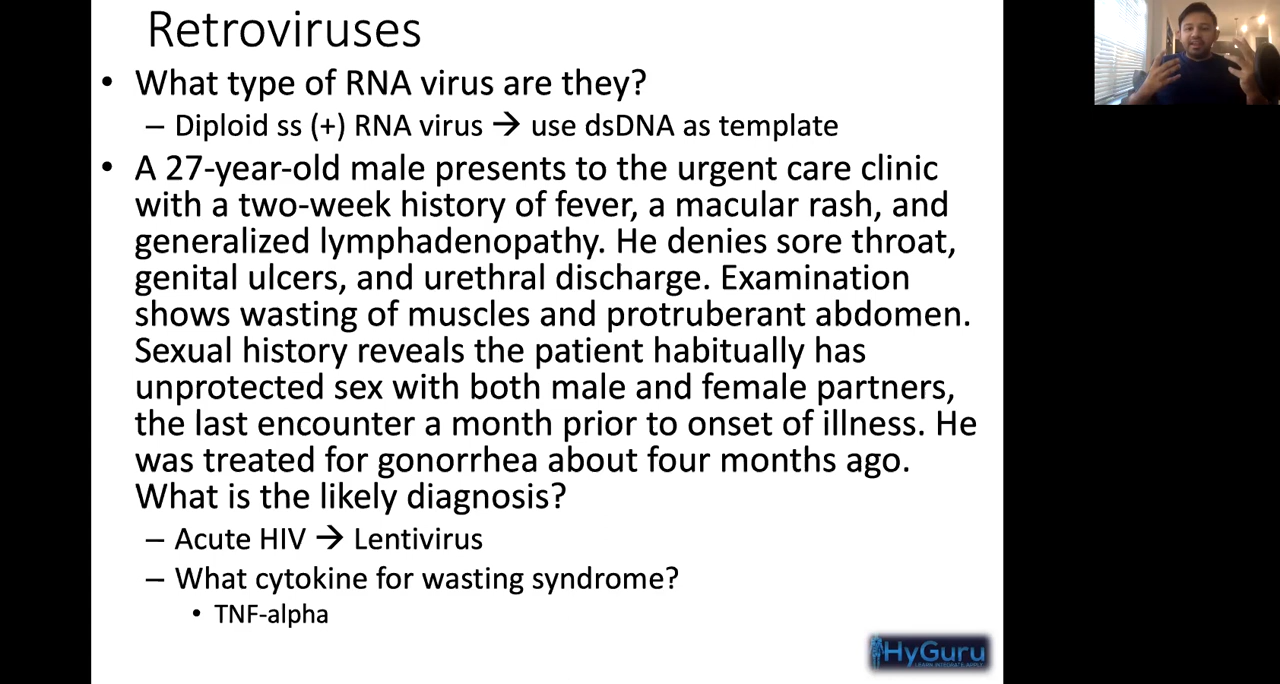 Retroviruses
• What type of RNA virus are they?
– Diploid ss (+) RNA virus → use dsDNA as template
• A 27-year-old male presents to the urgent care clinic
with a two-week history of fever, a macular rash, and
generalized lymphadenopathy. He denies sore throat,
genital ulcers, and urethral discharge. Examination
shows wasting of muscles and protruberant abdomen.
Sexual history reveals the patient habitually has
unprotected sex with both male and female partners,
the last encounter a month prior to onset of illness. He
was treated for gonorrhea about four months ago.
What is the likely diagnosis?
– Acute HIV → Lentivirus
– What cytokine for wasting syndrome?
• TNF-alpha
HyGuru
LEARN INTEGRATE APPLY